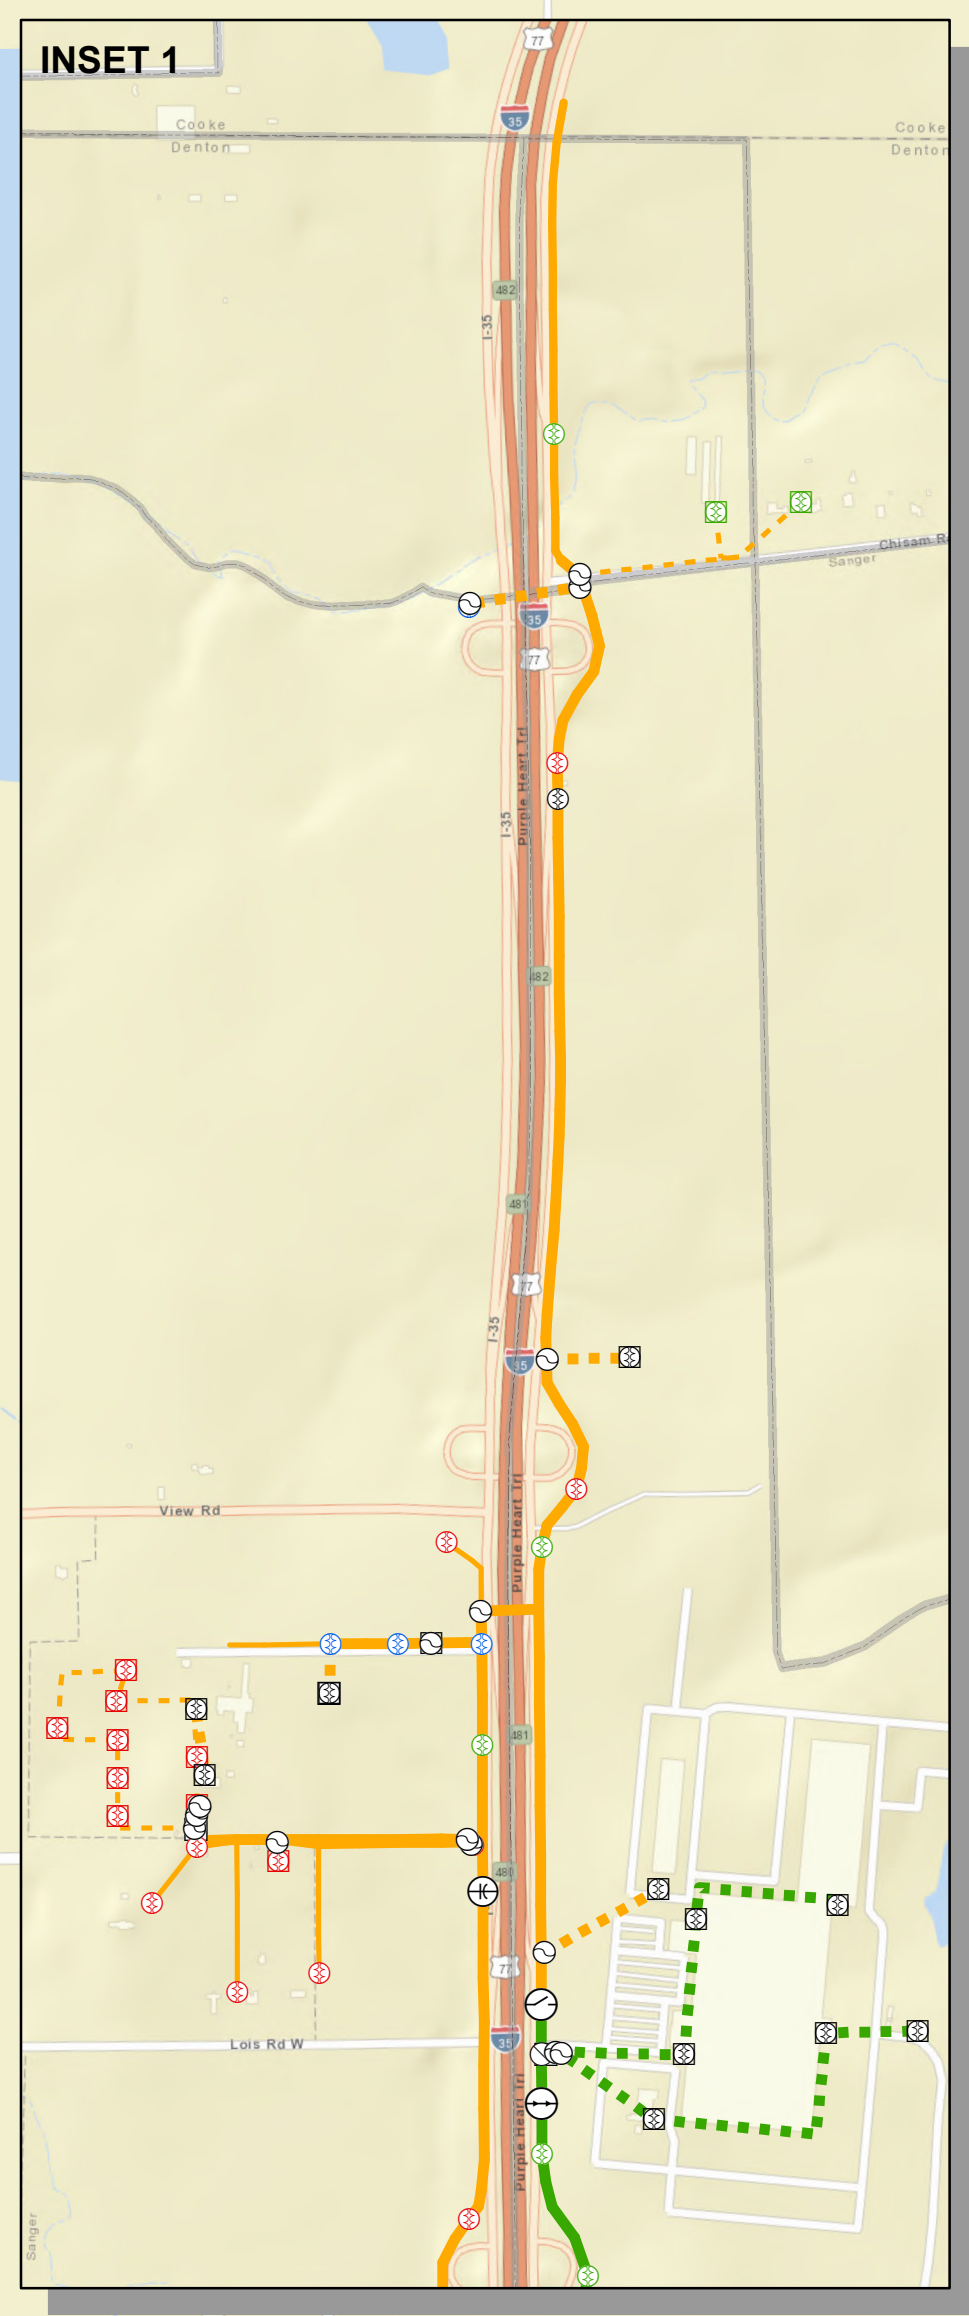 77
INSET 1
35
Cooke
Denton
Cooke
Denton
482
I-35
Chisam R
Sanger
35
77
Purple Heart Trl
I-35
482
481
77
I-35
35
Purple Heart Trl
View Rd
481
480
77
35
Lois Rd W
Purple Heart Trl
Sanger